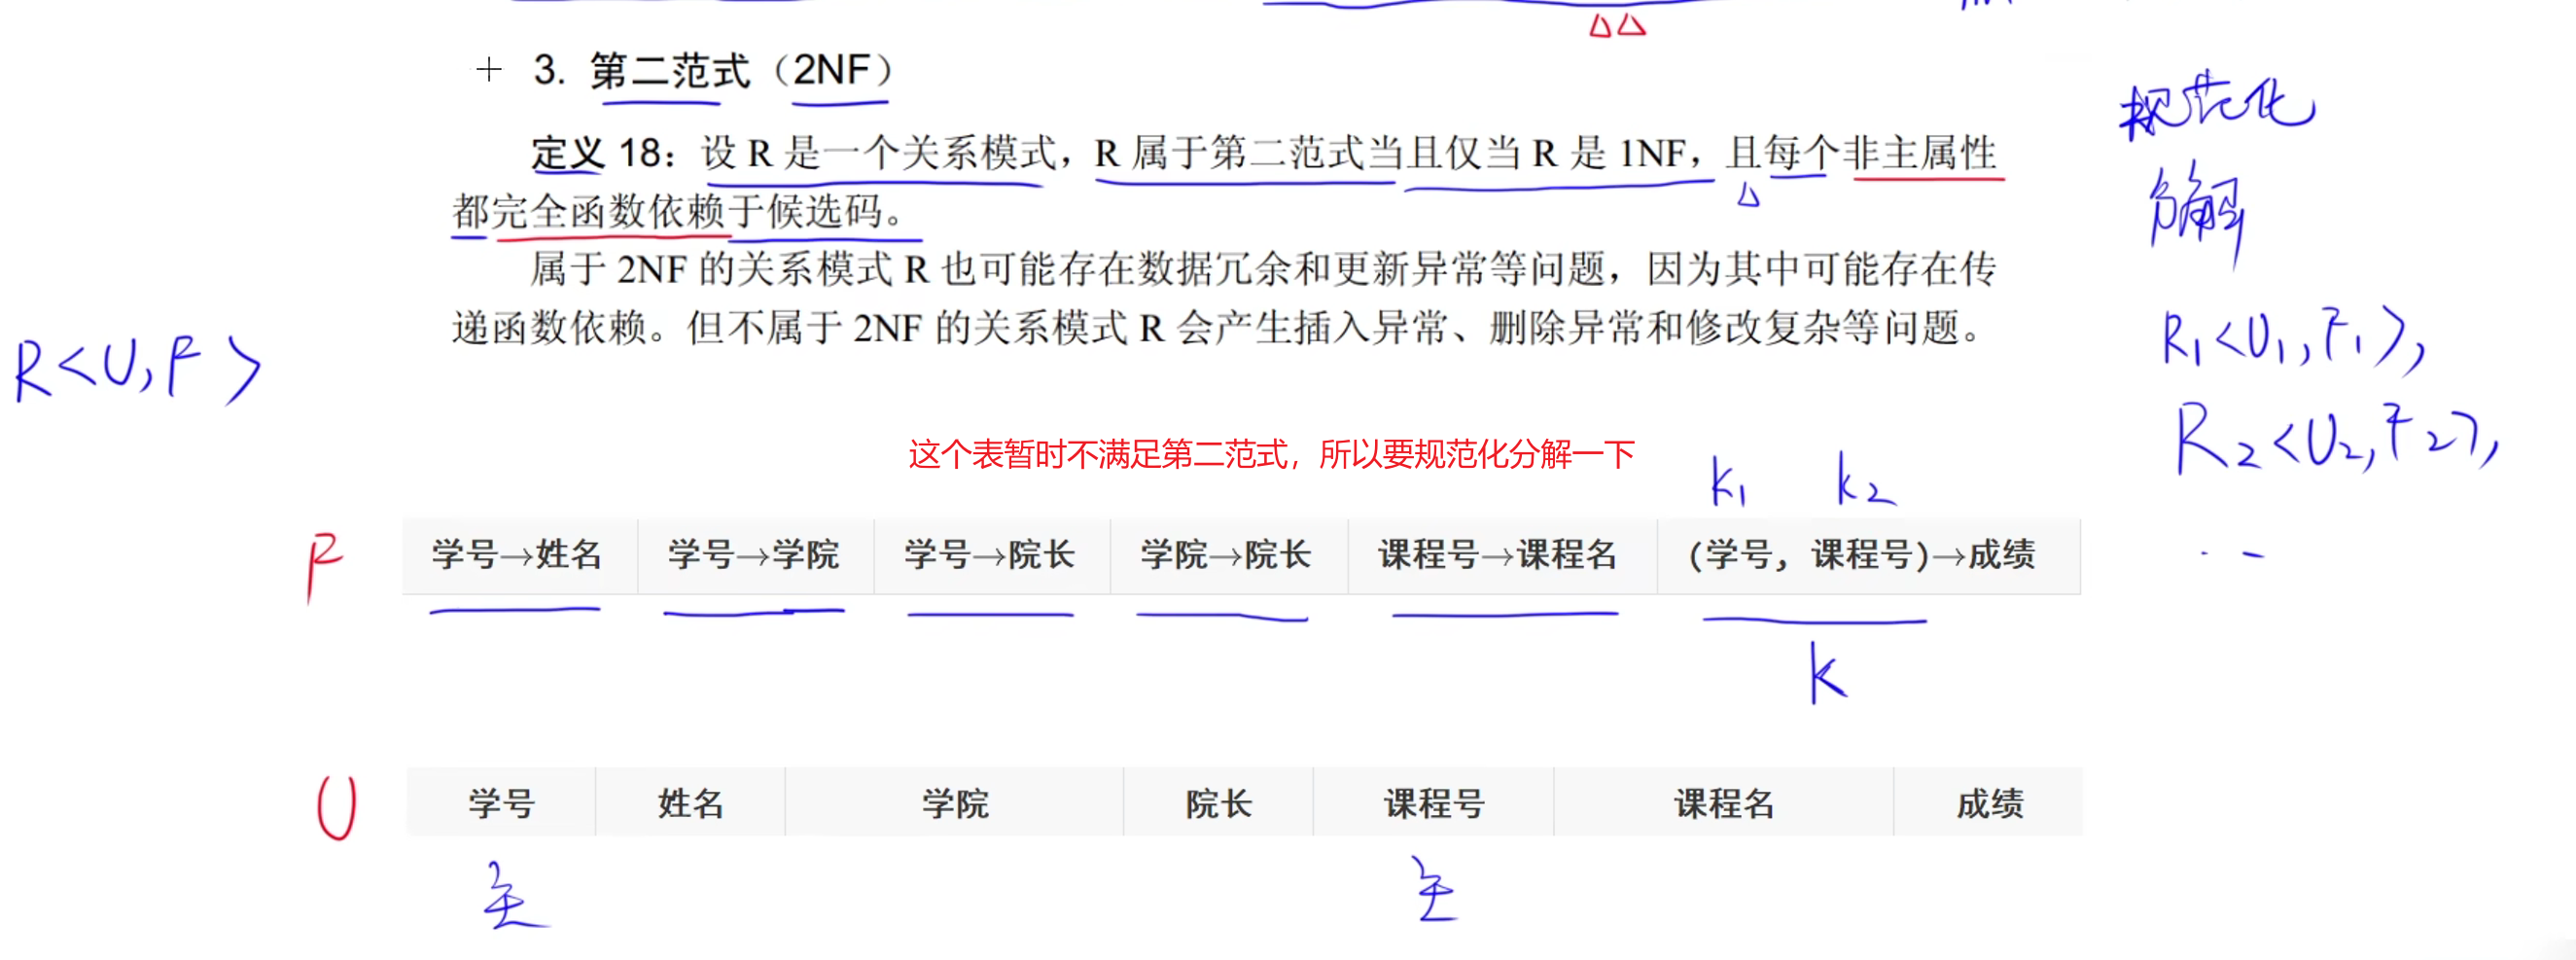 3. 第二范式（2NF）
定义 18：设 R 是一个关系模式，R 属于第二范式当且仅当 R 是 1NF，且每个非主属性
都完全函数依赖于候选码。
属于 2NF 的关系模式 R 也可能存在数据冗余和更新异常等问题，因为其中可能存在传
递函数依赖。但不属于 2NF 的关系模式 R 会产生插入异常、删除异常和修改复杂等问题。
规范化
分解
R<U,F>
R₁<U₁,F₁>,
R₂<U₂,F₂>,
这个表暂时不满足第二范式，所以要规范化分解一下
k₁ k₂
F 学号→姓名 学号→学院 学号→院长 学院→院长 课程号→课程名 (学号，课程号)→成绩
k
U 学号 姓名 学院 院长 课程号 课程名 成绩
主 主